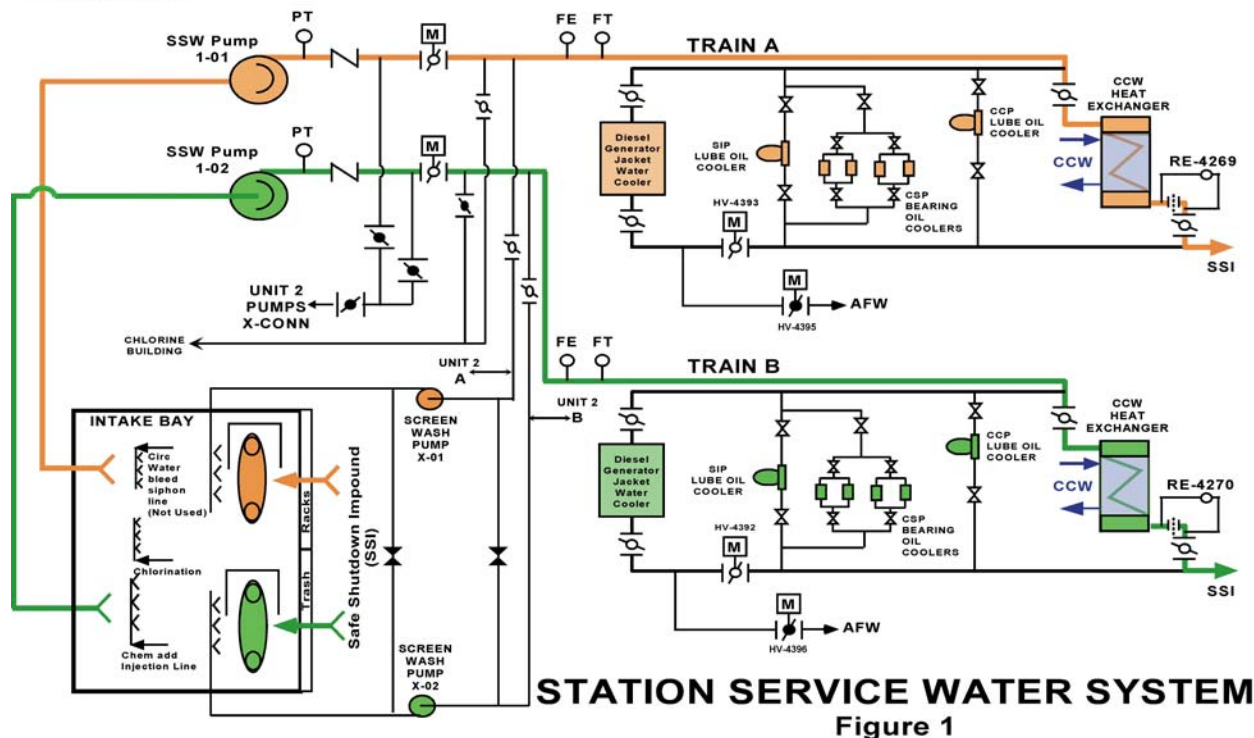 PT
SSW Pump
1-01
M
FE
FT
TRAIN A
PT
SSW Pump
1-02
M
Diesel
Generator
Jacket
Water
Cooler
SIP
LUBE OIL
COOLER
CSP
BEARING
OIL
COOLERS
CCP
LUBE OIL
COOLER
CCW
HEAT
EXCHANGER
CCW
RE-4269
HV-4393
M
SSI
M
HV-4395
AFW
UNIT 2
PUMPS
X-CONN
CHLORINE
BUILDING
UNIT 2
A
UNIT 2
B
FE
FT
TRAIN B
Diesel
Generator
Jacket
Water
Cooler
SIP
LUBE OIL
COOLER
CSP
BEARING
OIL
COOLERS
CCP
LUBE OIL
COOLER
CCW
HEAT
EXCHANGER
CCW
RE-4270
HV-4392
M
SSI
M
HV-4396
AFW
INTAKE BAY
Circ
Water
bleed
siphon
line
(Not Used)
Chlorination
Chem add
Injection Line
Racks
Trash
Safe Shutdown Impound
(SSI)
SCREEN
WASH
PUMP
X-01
SCREEN
WASH
PUMP
X-02
STATION SERVICE WATER SYSTEM
Figure 1